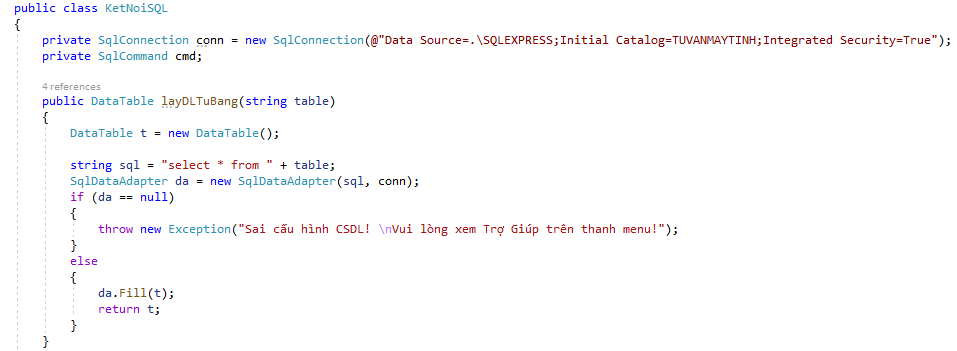 public class KetNoiSQL
{
    private SqlConnection conn = new SqlConnection(@"Data Source=.\SQLEXPRESS;Initial Catalog=TUVANMAYTINH;Integrated Security=True");
    private SqlCommand cmd;
    4 references
    public DataTable layDLTuBang(string table)
    {
        DataTable t = new DataTable();
        string sql = "select * from " + table;
        SqlDataAdapter da = new SqlDataAdapter(sql, conn);
        if (da == null)
        {
            throw new Exception("Sai cấu hình CSDL! \nVui lòng xem Trợ Giúp trên thanh menu!");
        }
        else
        {
            da.Fill(t);
            return t;
        }
    }